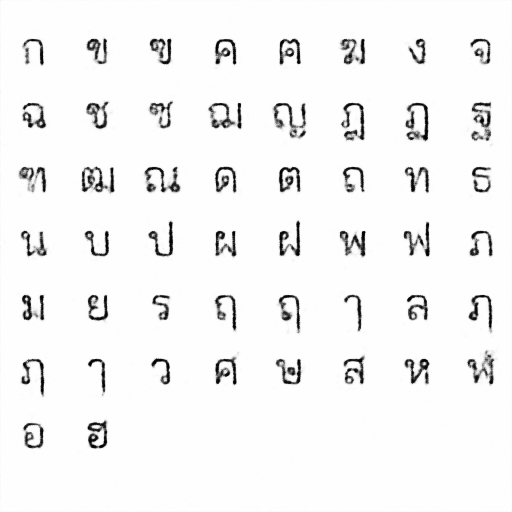 ก ข ฃ ค ฅ ฆ ง จ
ฉ ช ซ ฌ ญ ฎ ฏ ฐ
ฑ ฒ ณ ด ต ถ ท ธ
น บ ป ผ ฝ พ ฟ ภ
ม ย ร ฤ ฤ ๅ ล ฦ
ฦ ๅ ว ศ ษ ส ห ฬ
อ ฮ